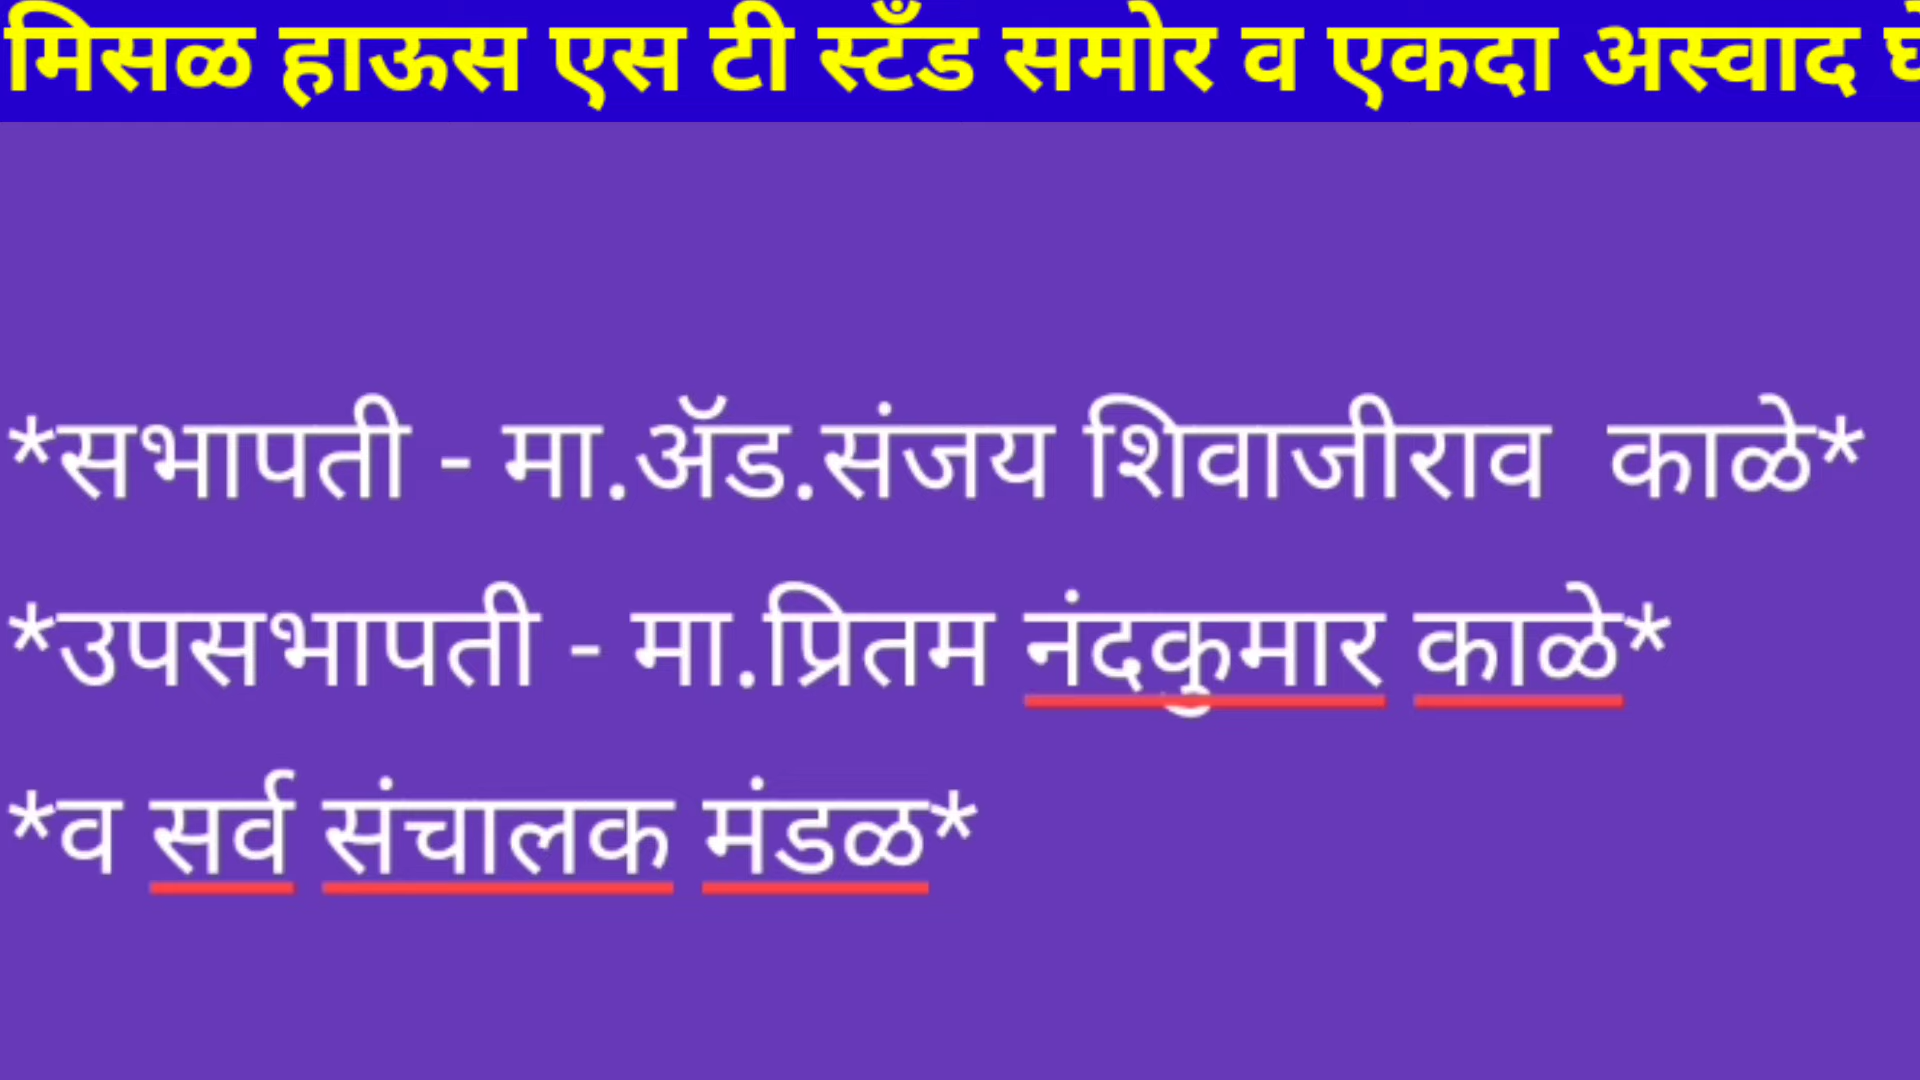 मिसळ हाऊस एस टी स्टँड समोर व एकदा अस्वाद
*सभापती - मा.ॲड.संजय शिवाजीराव  काळे*
*उपसभापती - मा.प्रितम नंदकुमार काळे*
*व सर्व संचालक मंडळ*